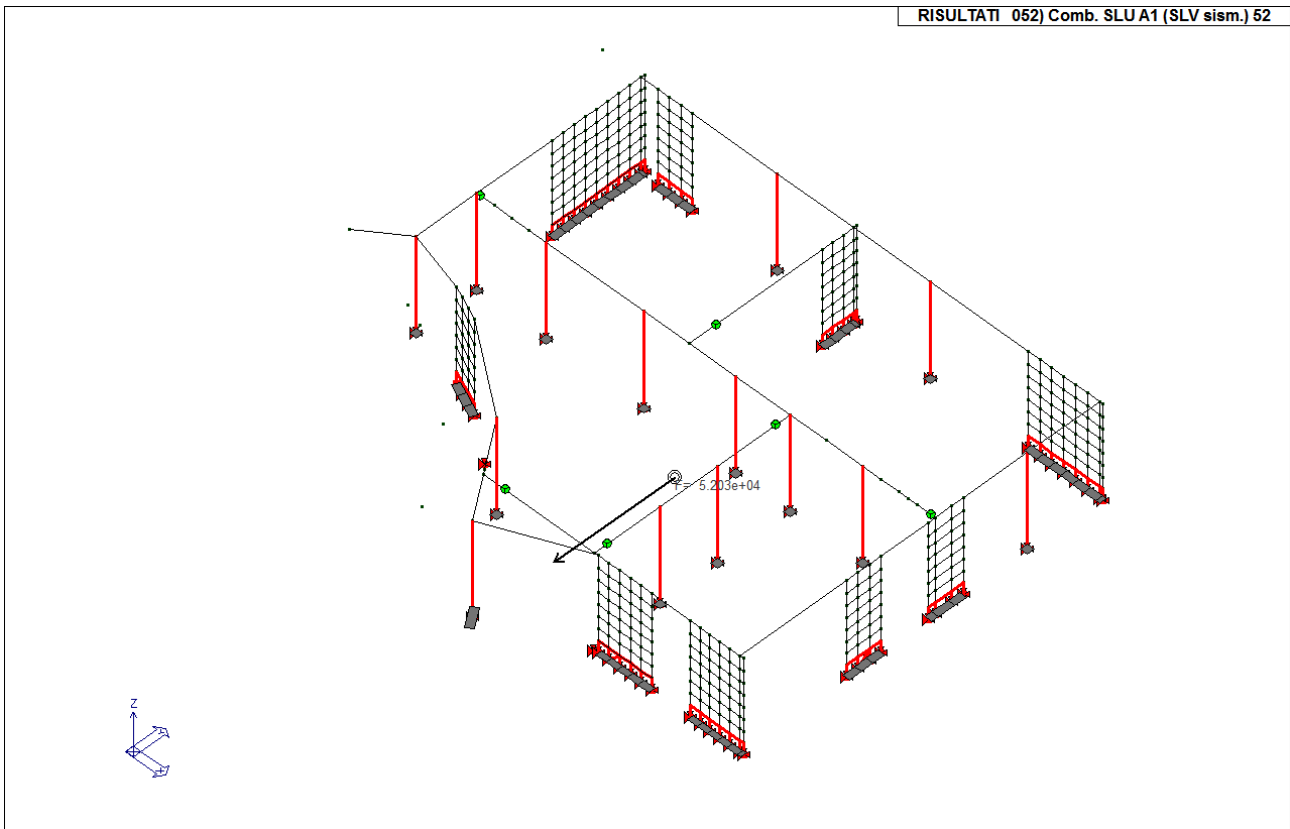 RISULTATI 052) Comb. SLU A1 (SLV sism.) 52
F= 5.203e+04
Z